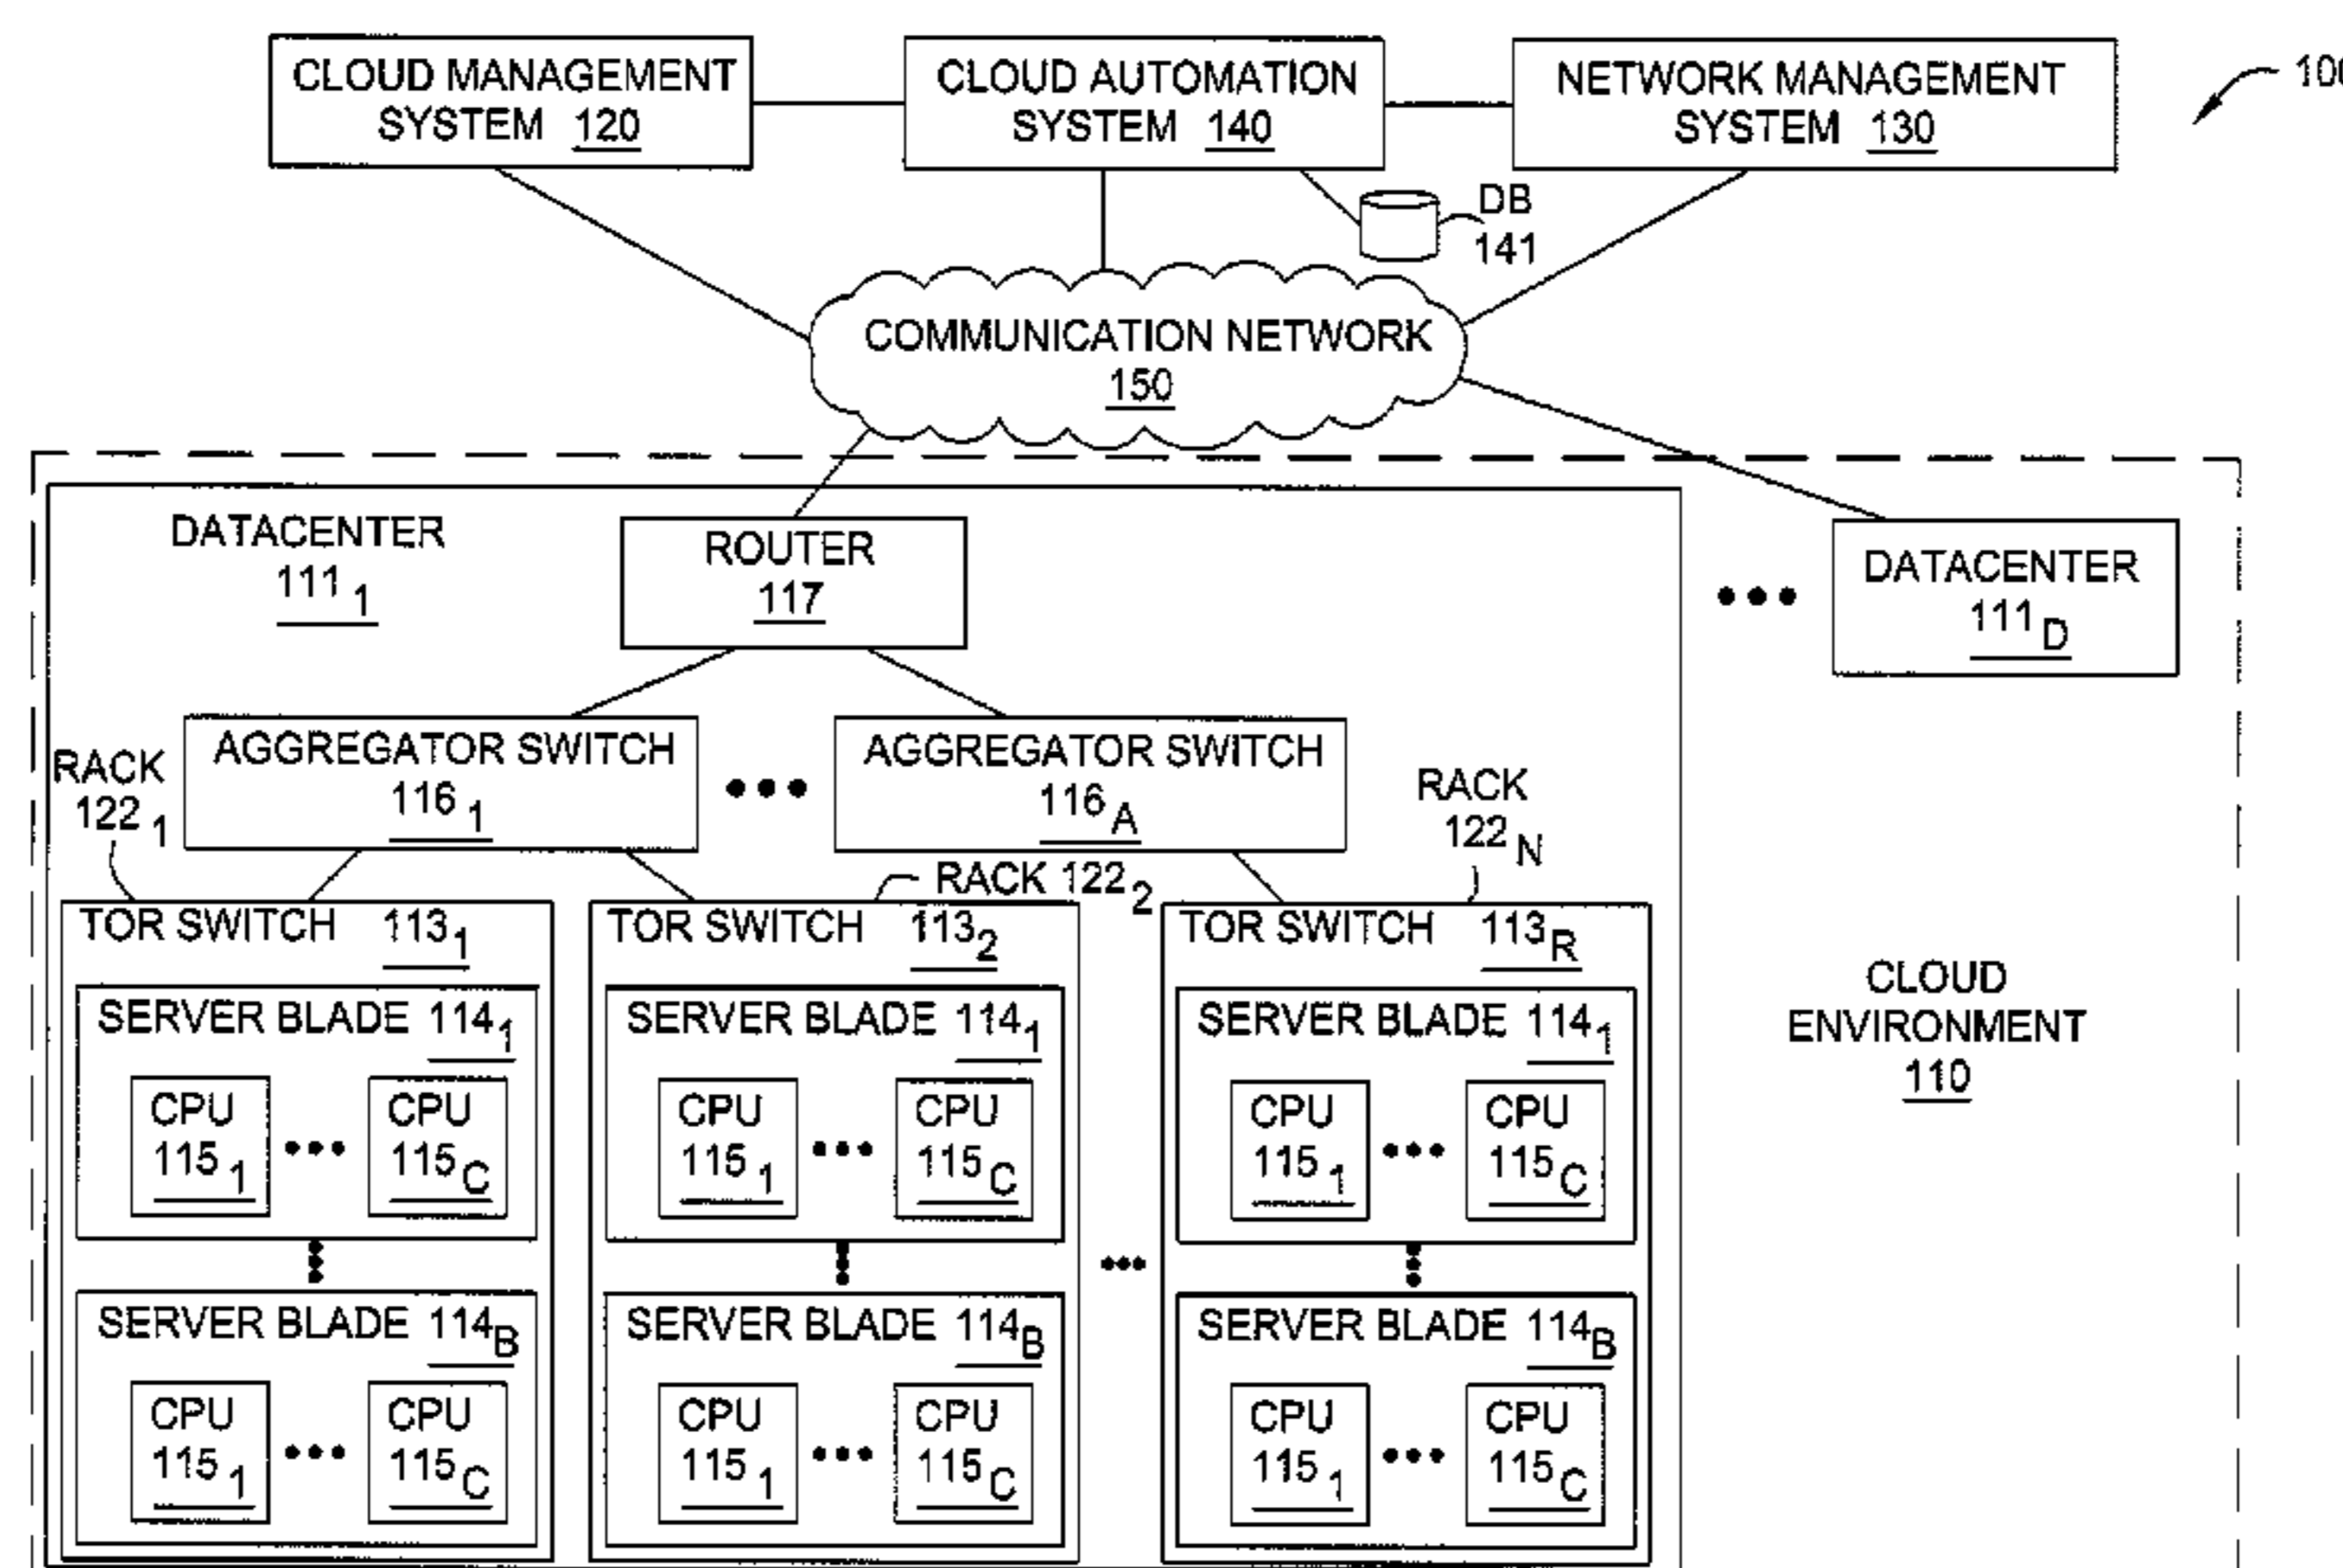 CLOUD MANAGEMENT
SYSTEM 120
CLOUD AUTOMATION
SYSTEM 140
NETWORK MANAGEMENT
SYSTEM 130
DB
141
COMMUNICATION NETWORK
150
DATACENTER
111 1
ROUTER
117
DATACENTER
111 D
RACK
122 1
AGGREGATOR SWITCH
116 1
AGGREGATOR SWITCH
116 A
RACK
122 N
RACK 122 2
TOR SWITCH 113 1
SERVER BLADE 114 1
CPU
115 1
CPU
115 C
SERVER BLADE 114 B
CPU
115 1
CPU
115 C
TOR SWITCH 113 2
SERVER BLADE 114 1
CPU
115 1
CPU
115 C
SERVER BLADE 114 B
CPU
115 1
CPU
115 C
TOR SWITCH 113 R
SERVER BLADE 114 1
CPU
115 1
CPU
115 C
SERVER BLADE 114 B
CPU
115 1
CPU
115 C
CLOUD
ENVIRONMENT
110